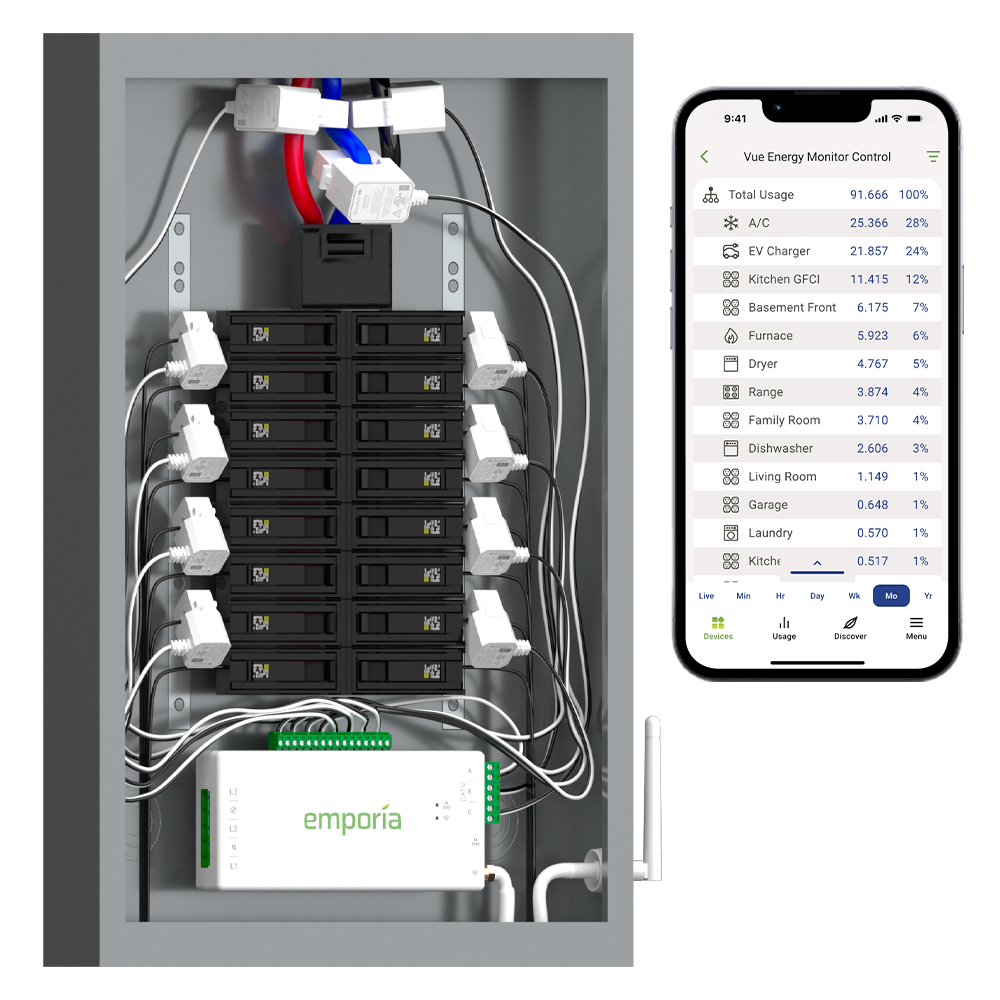 9:41
Vue Energy Monitor Control
Total Usage 91.666 100%
A/C 25.366 28%
EV Charger 21.857 24%
Kitchen GFCI 11.415 12%
Basement Front 6.175 7%
Furnace 5.923 6%
Dryer 4.767 5%
Range 3.874 4%
Family Room 3.710 4%
Dishwasher 2.606 3%
Living Room 1.149 1%
Garage 0.648 1%
Laundry 0.570 1%
Kitche 0.517 1%
Live Min Hr Day Wk Mo Yr
Devices Usage Discover Menu
L3
L2
N
L1
emporia
A
B
C
CAT IV